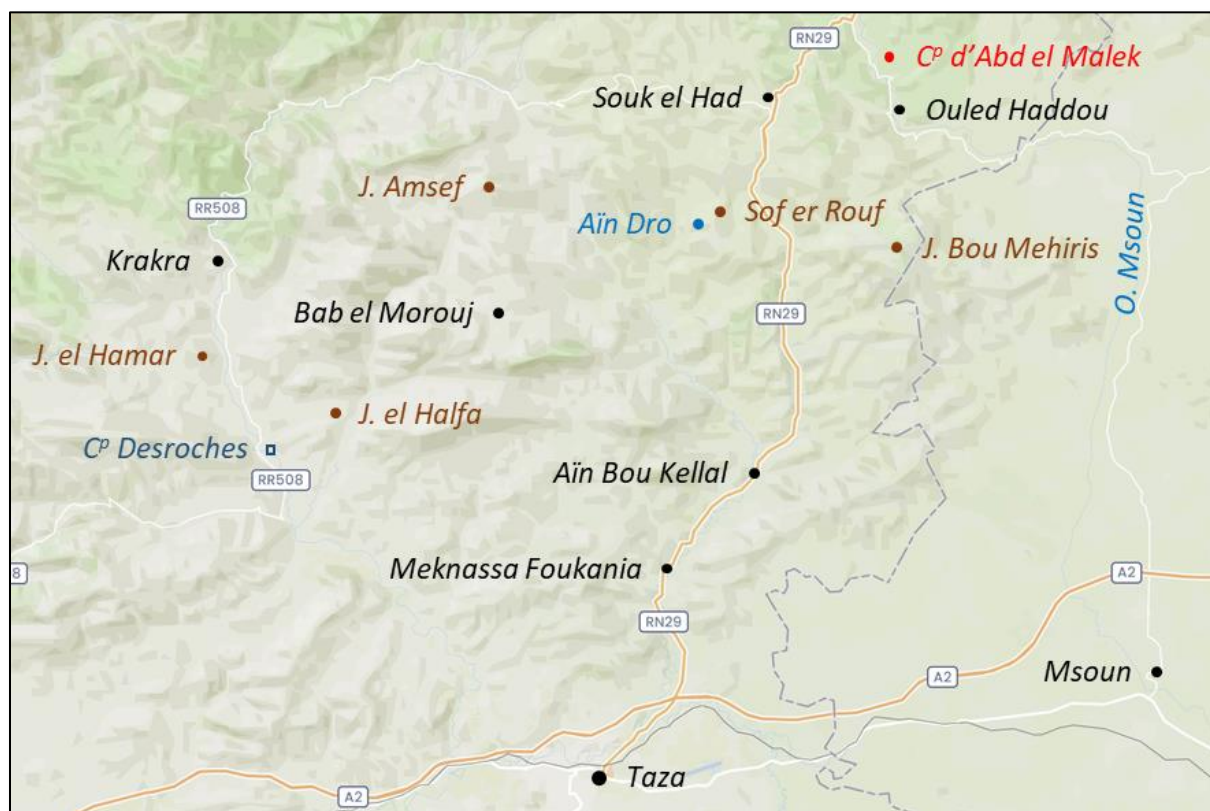 RN29
Cᵖ d’Abd el Malek
Souk el Had
Ouled Haddou
J. Amsef
RR508
Aïn Dro
Sof er Rouf
Krakra
J. Bou Mehiris
O. Msoun
Bab el Morouj
RN29
J. el Hamar
J. el Halfa
Cᵖ Desroches
RR508
Aïn Bou Kellal
Meknassa Foukania
8
A2
RN29
Msoun
A2
Taza
A2